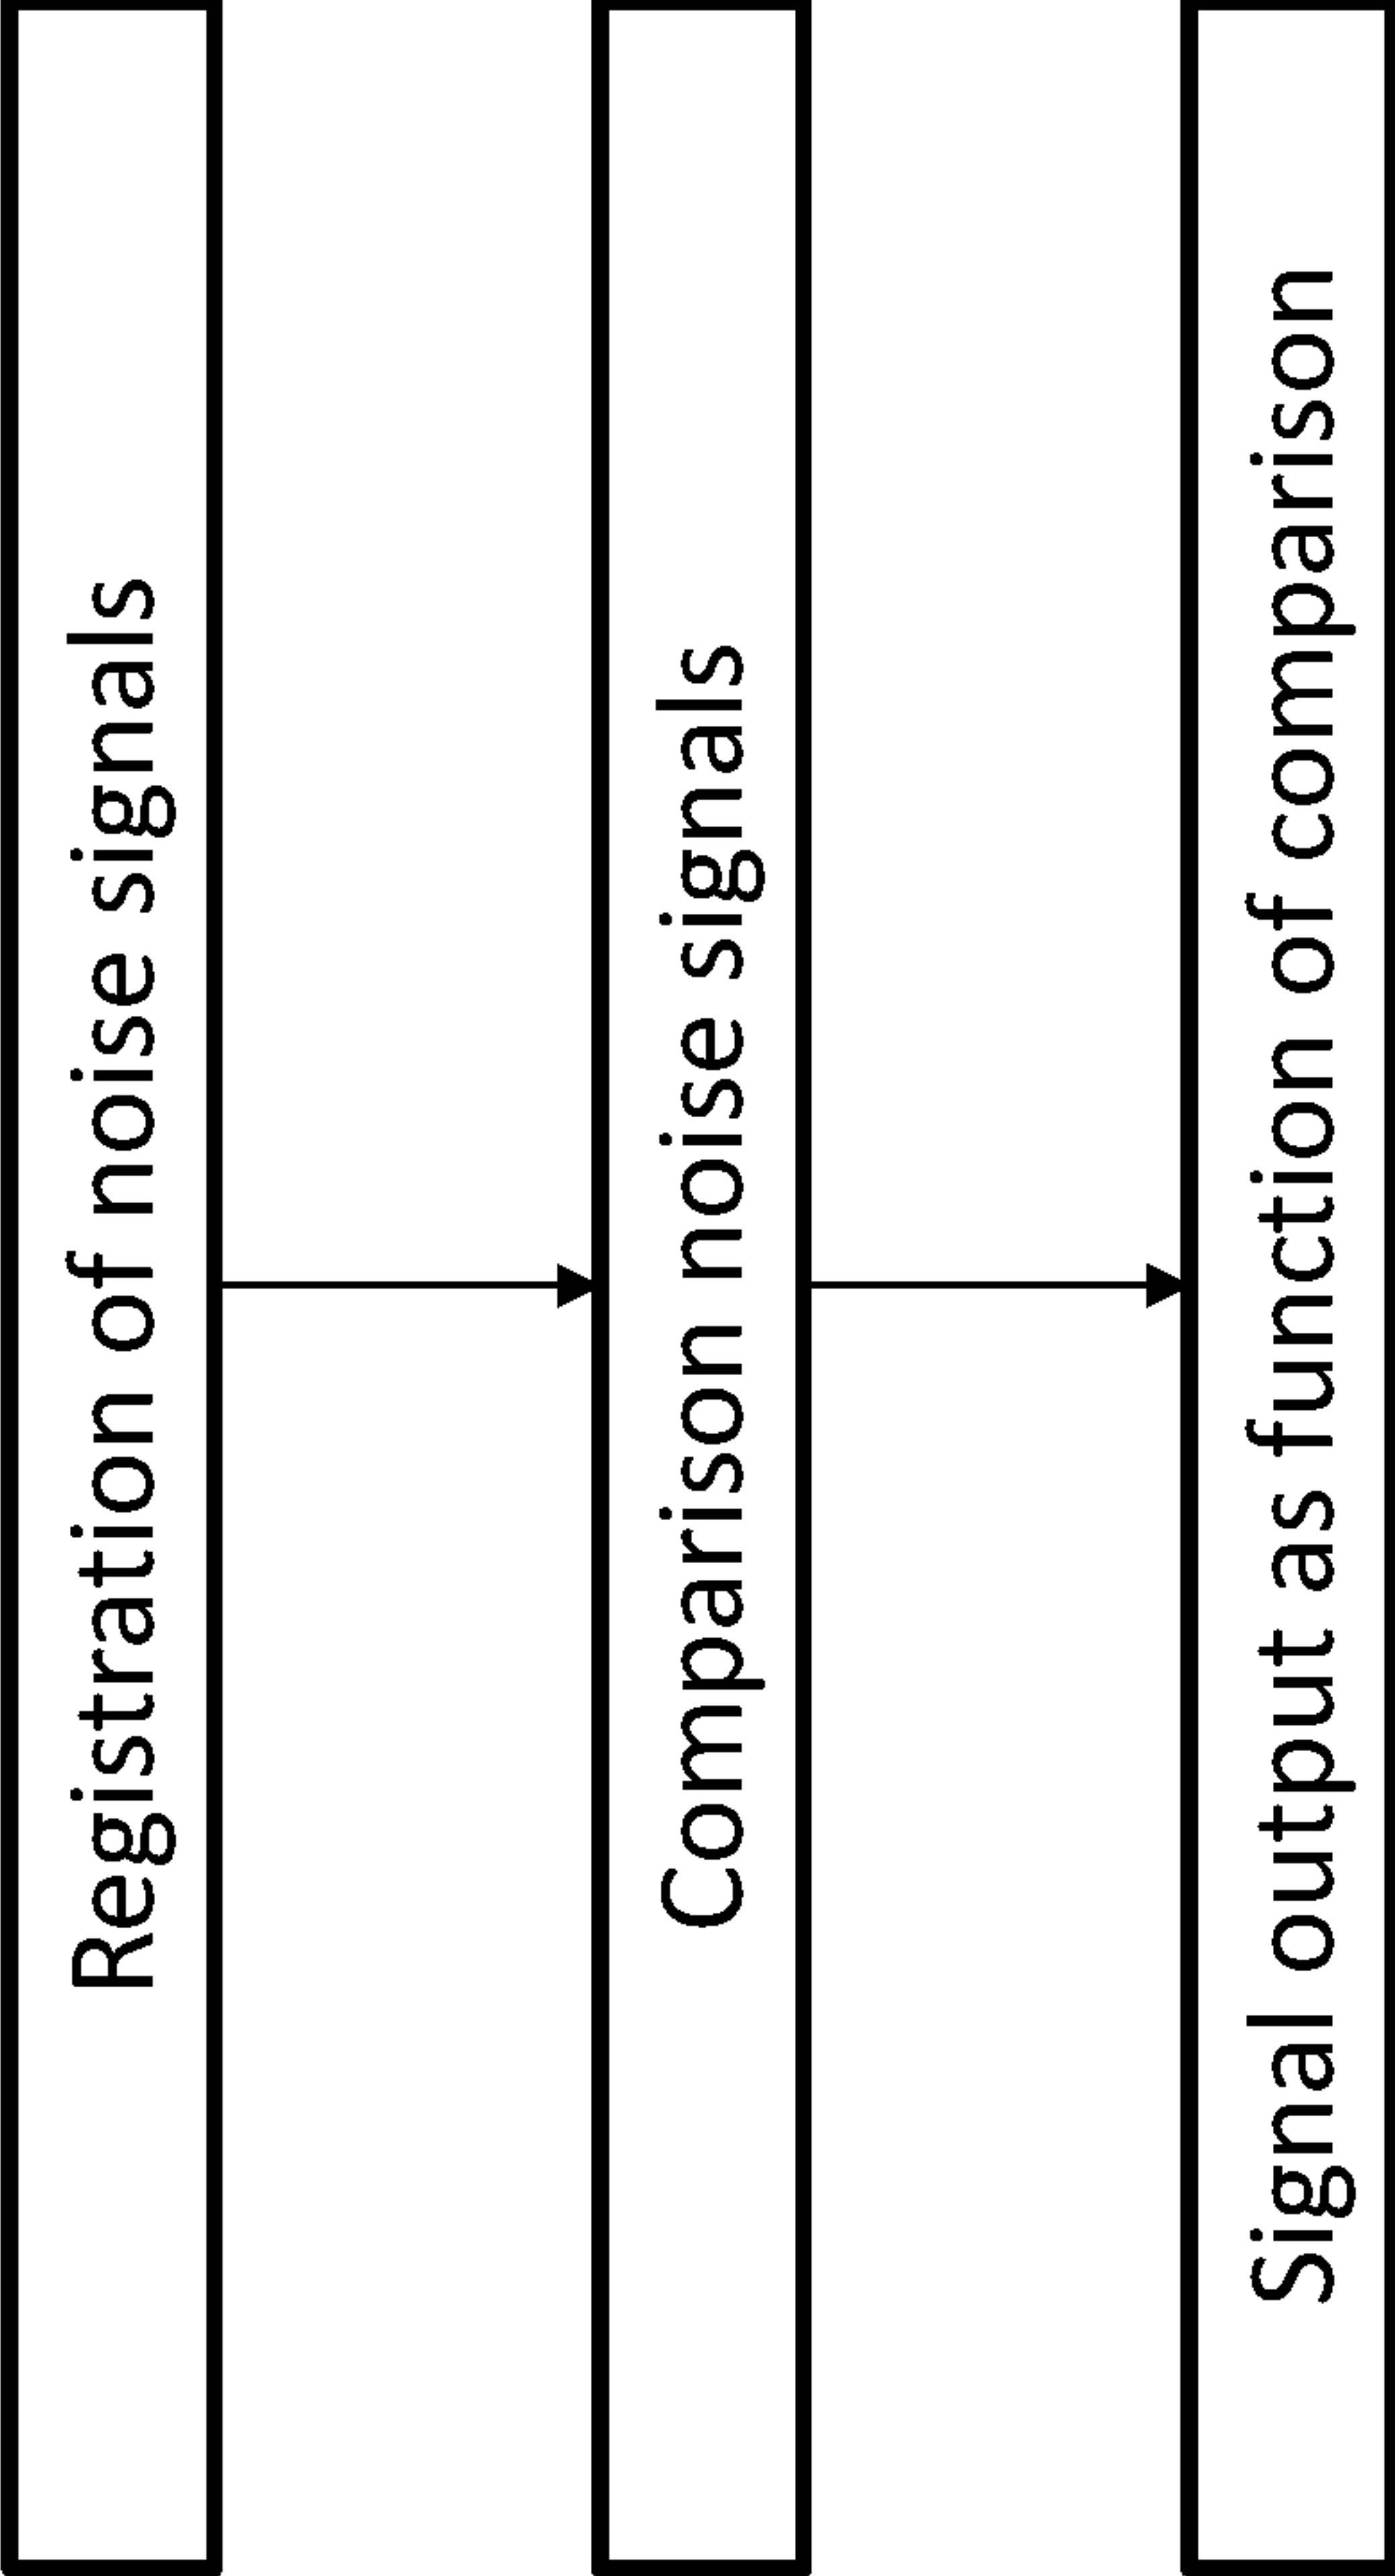 Registration of noise signals
Comparison noise signals
Signal output as function of comparison